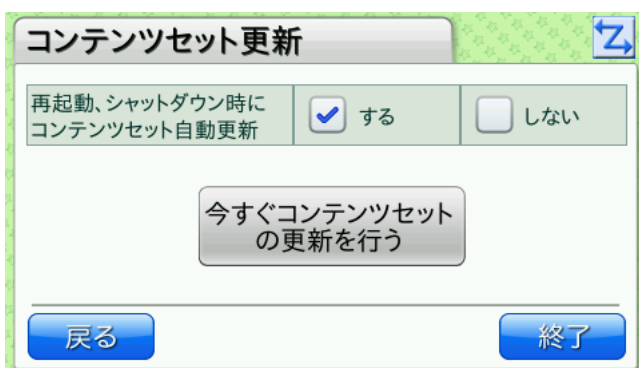 コンテンツセット更新
再起動、シャットダウン時に
コンテンツセット自動更新
する
しない
今すぐコンテンツセット
の更新を行う
戻る
終了